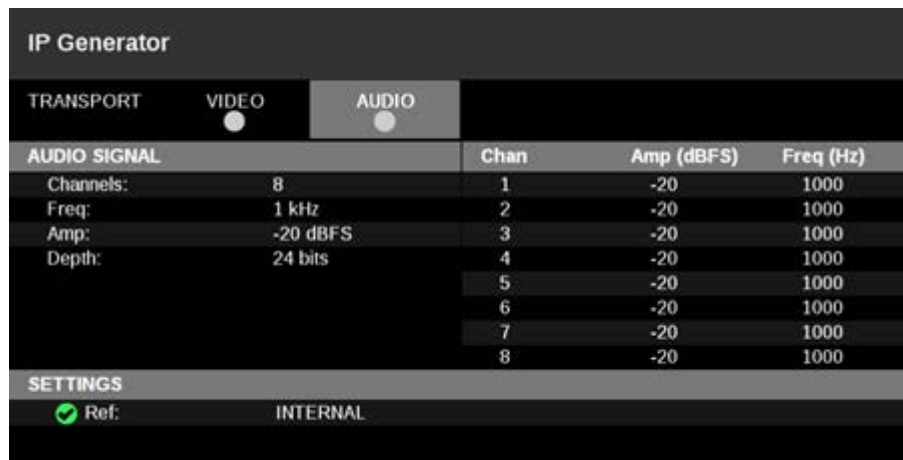 IP Generator
TRANSPORT VIDEO AUDIO
AUDIO SIGNAL Chan Amp (dBFS) Freq (Hz)
Channels: 8 1 -20 1000
Freq: 1 kHz 2 -20 1000
Amp: -20 dBFS 3 -20 1000
Depth: 24 bits 4 -20 1000
5 -20 1000
6 -20 1000
7 -20 1000
8 -20 1000
SETTINGS
Ref: INTERNAL